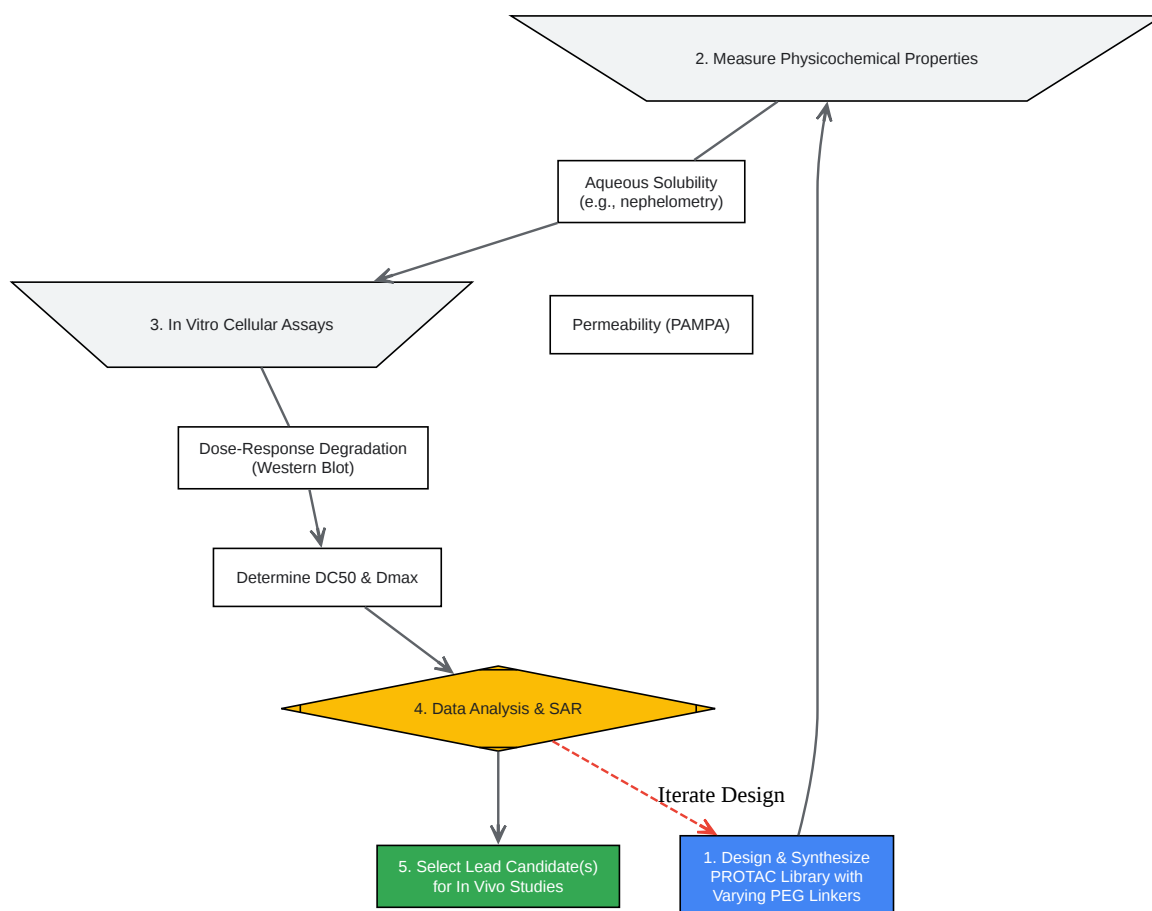 2. Measure Physicochemical Properties
Aqueous Solubility
(e.g., nephelometry)
3. In Vitro Cellular Assays
Permeability (PAMPA)
Dose-Response Degradation
(Western Blot)
Determine DC50 & Dmax
4. Data Analysis & SAR
Iterate Design
5. Select Lead Candidate(s)
for In Vivo Studies
1. Design & Synthesize
PROTAC Library with
Varying PEG Linkers